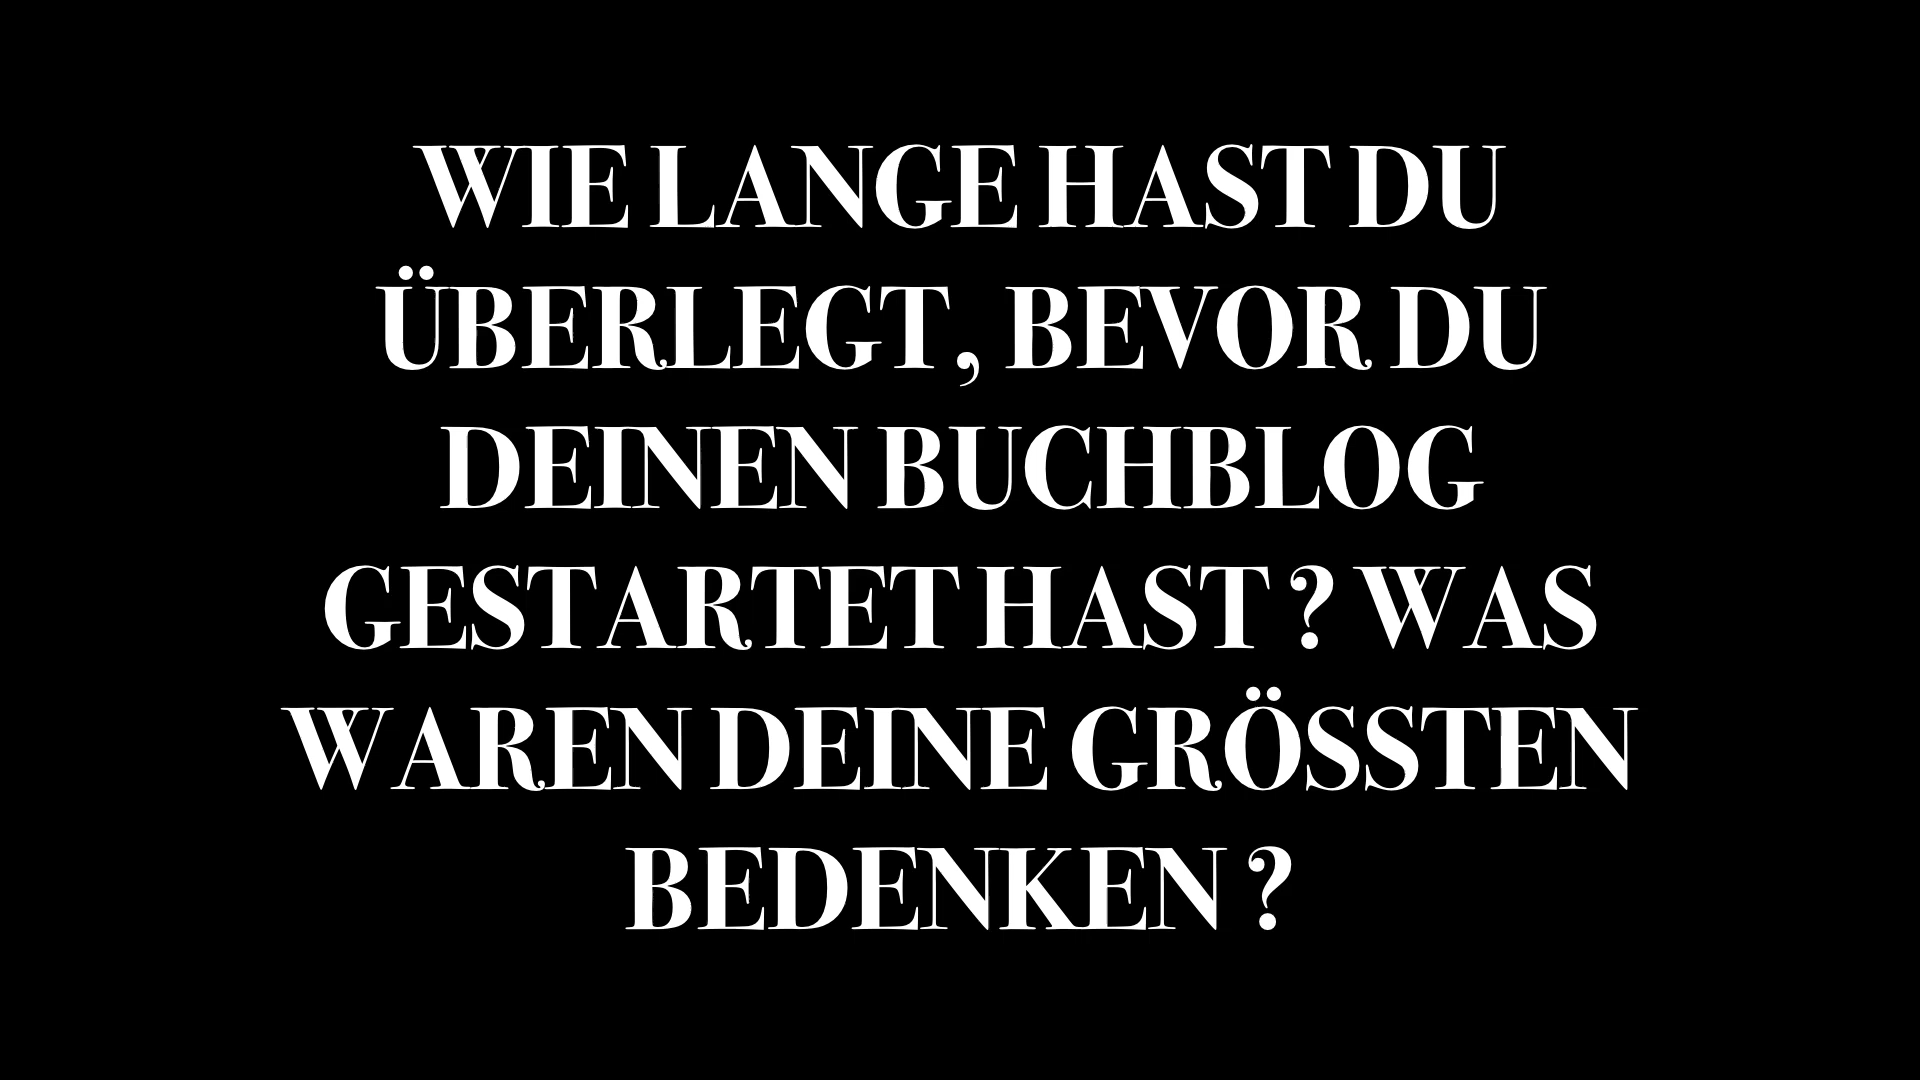 WIE LANGE HAST DU
ÜBERLEGT, BEVOR DU
DEINEN BUCHBLOG
GESTARTET HAST ? WAS
WAREN DEINE GRÖSSTEN
BEDENKEN ?